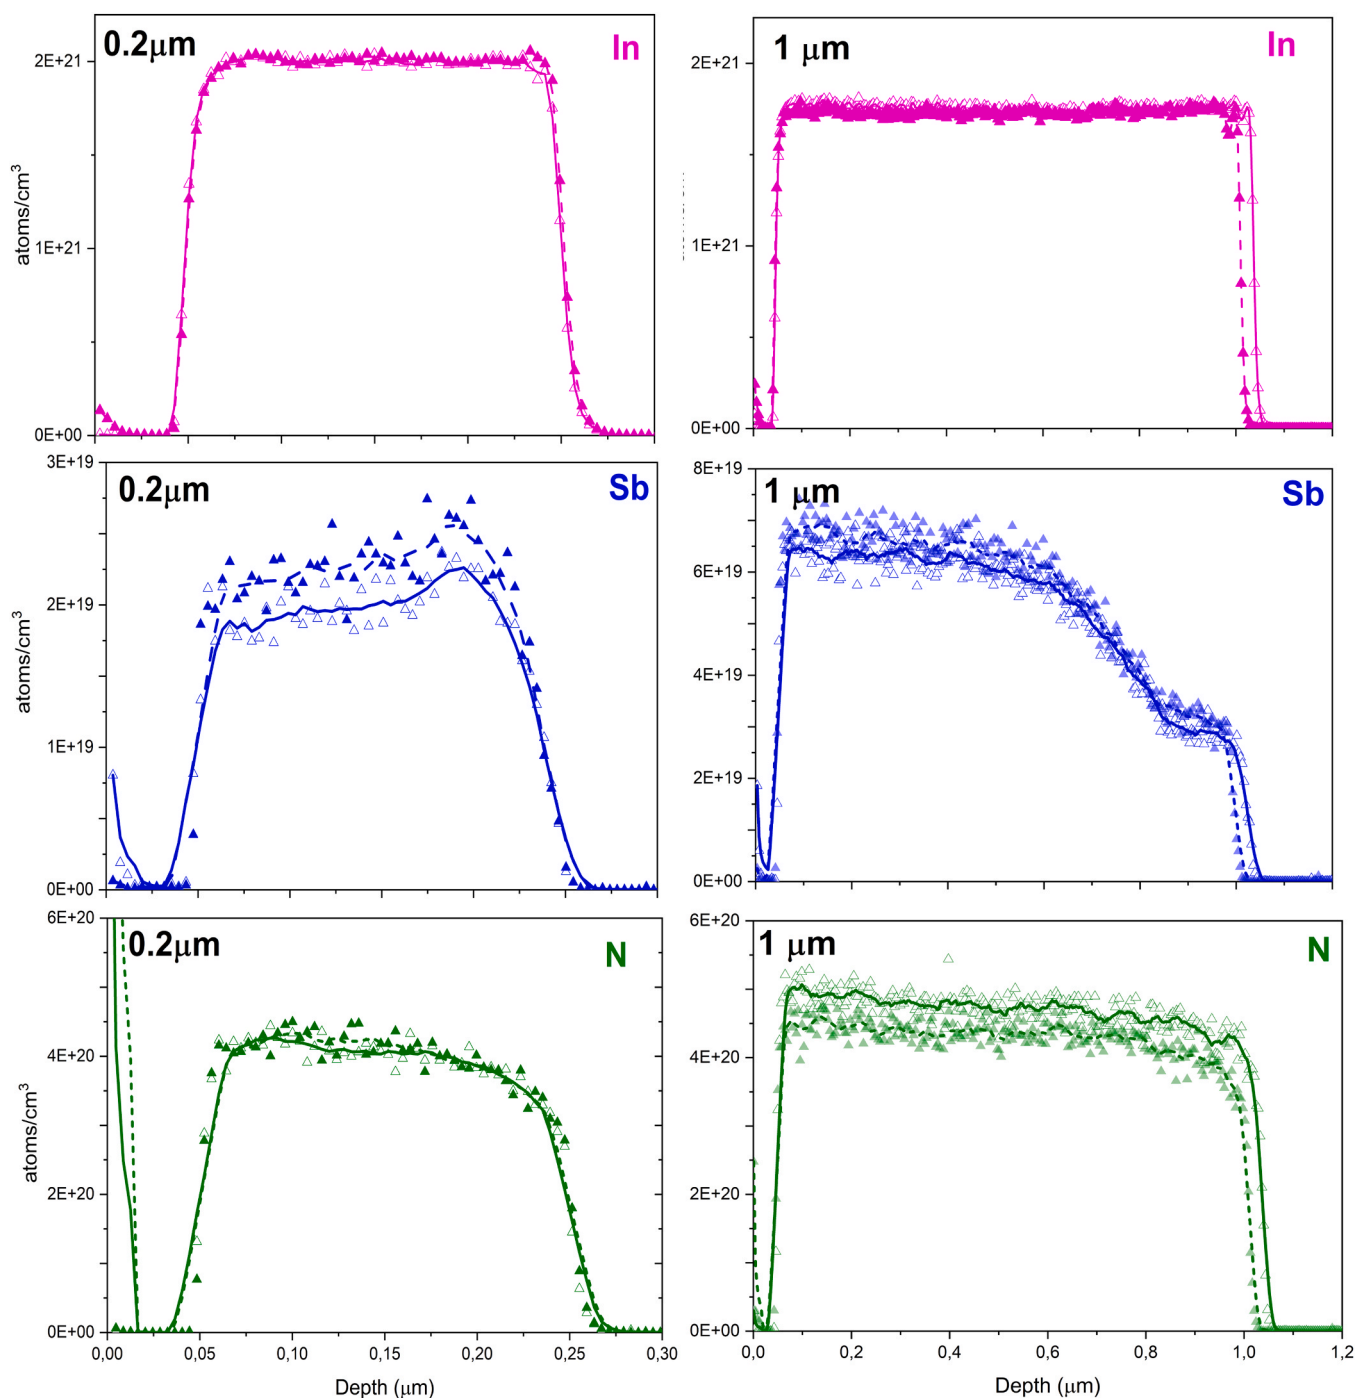 0.2μm
In
2E+21
1E+21
0E+00
atoms/cm³
1 μm
In
2E+21
1E+21
0E+00
0.2μm
Sb
3E+19
2E+19
1E+19
0E+00
atoms/cm³
1 μm
Sb
8E+19
6E+19
4E+19
2E+19
0E+00
0.2μm
N
6E+20
4E+20
2E+20
0E+00
atoms/cm³
0,00 0,05 0,10 0,15 0,20 0,25 0,30
Depth (μm)
1 μm
N
6E+20
4E+20
2E+20
0E+00
0,0 0,2 0,4 0,6 0,8 1,0 1,2
Depth (μm)